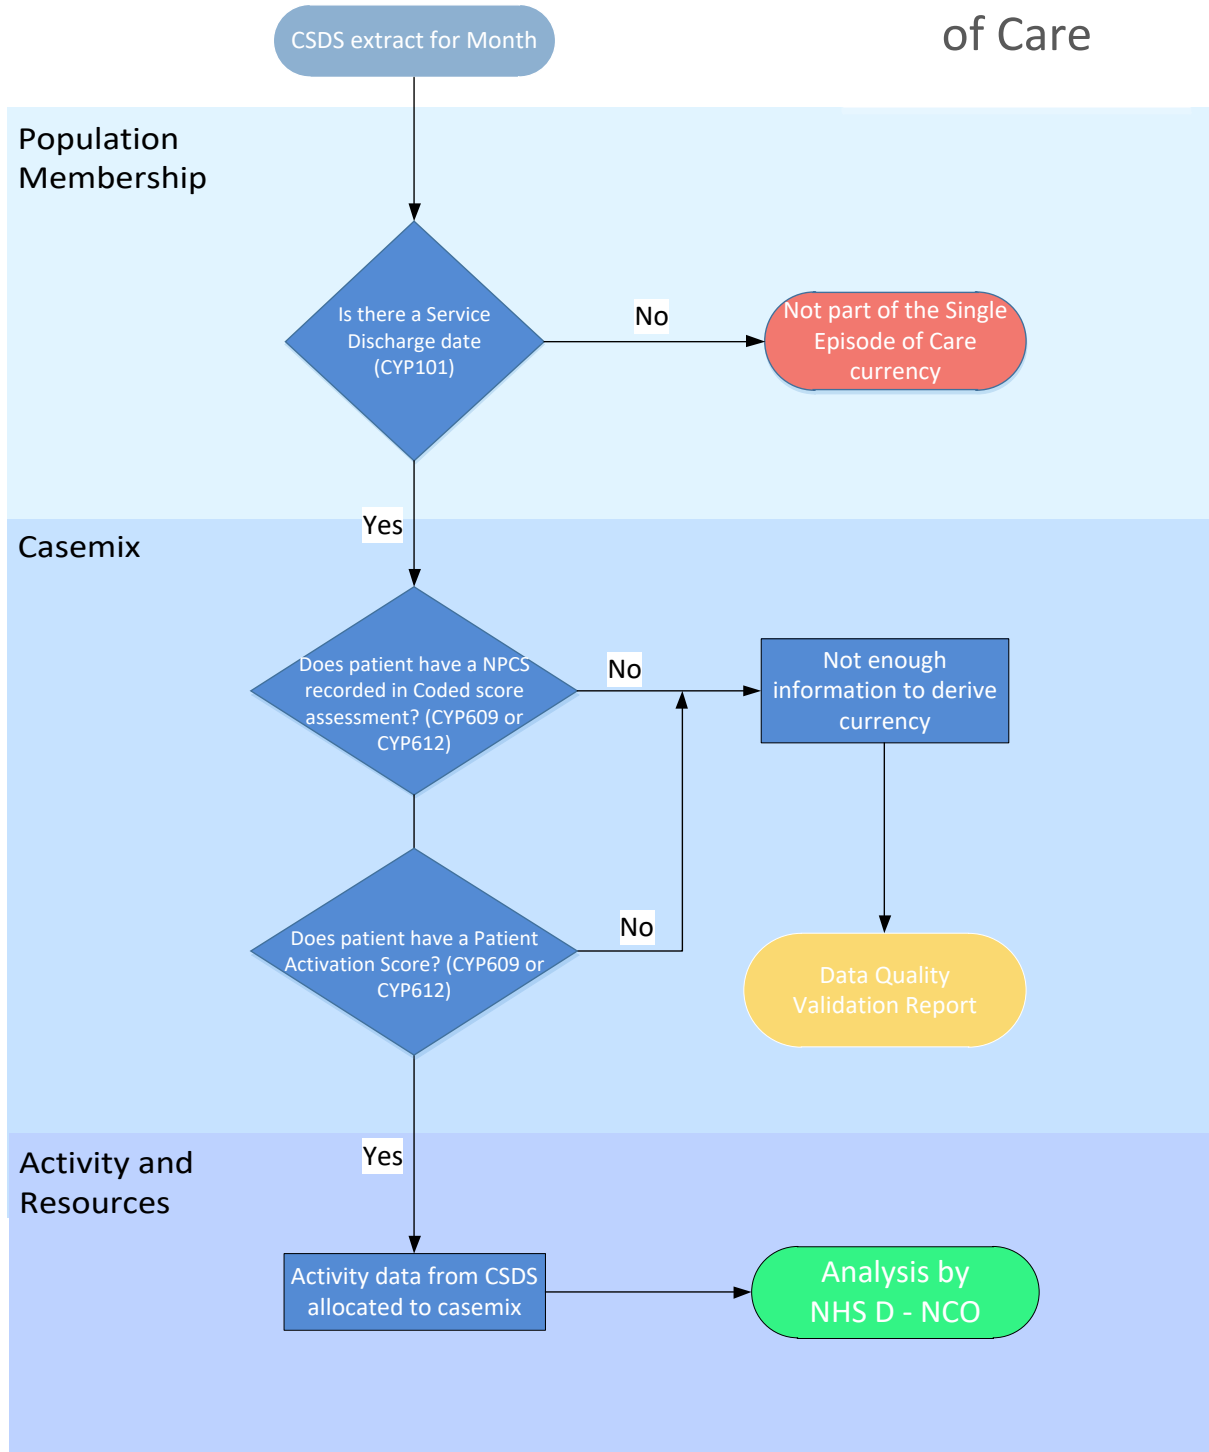 of Care
CSDS extract for Month
Population
Membership
Is there a Service
Discharge date
(CYP101)
No
Not part of the Single
Episode of Care
currency
Yes
Casemix
Does patient have a NPCS
recorded in Coded score
assessment? (CYP609 or
CYP612)
No
Not enough
information to derive
currency
Does patient have a Patient
Activation Score? (CYP609 or
CYP612)
No
Data Quality
Validation Report
Yes
Activity and
Resources
Activity data from CSDS
allocated to casemix
Analysis by
NHS D - NCO